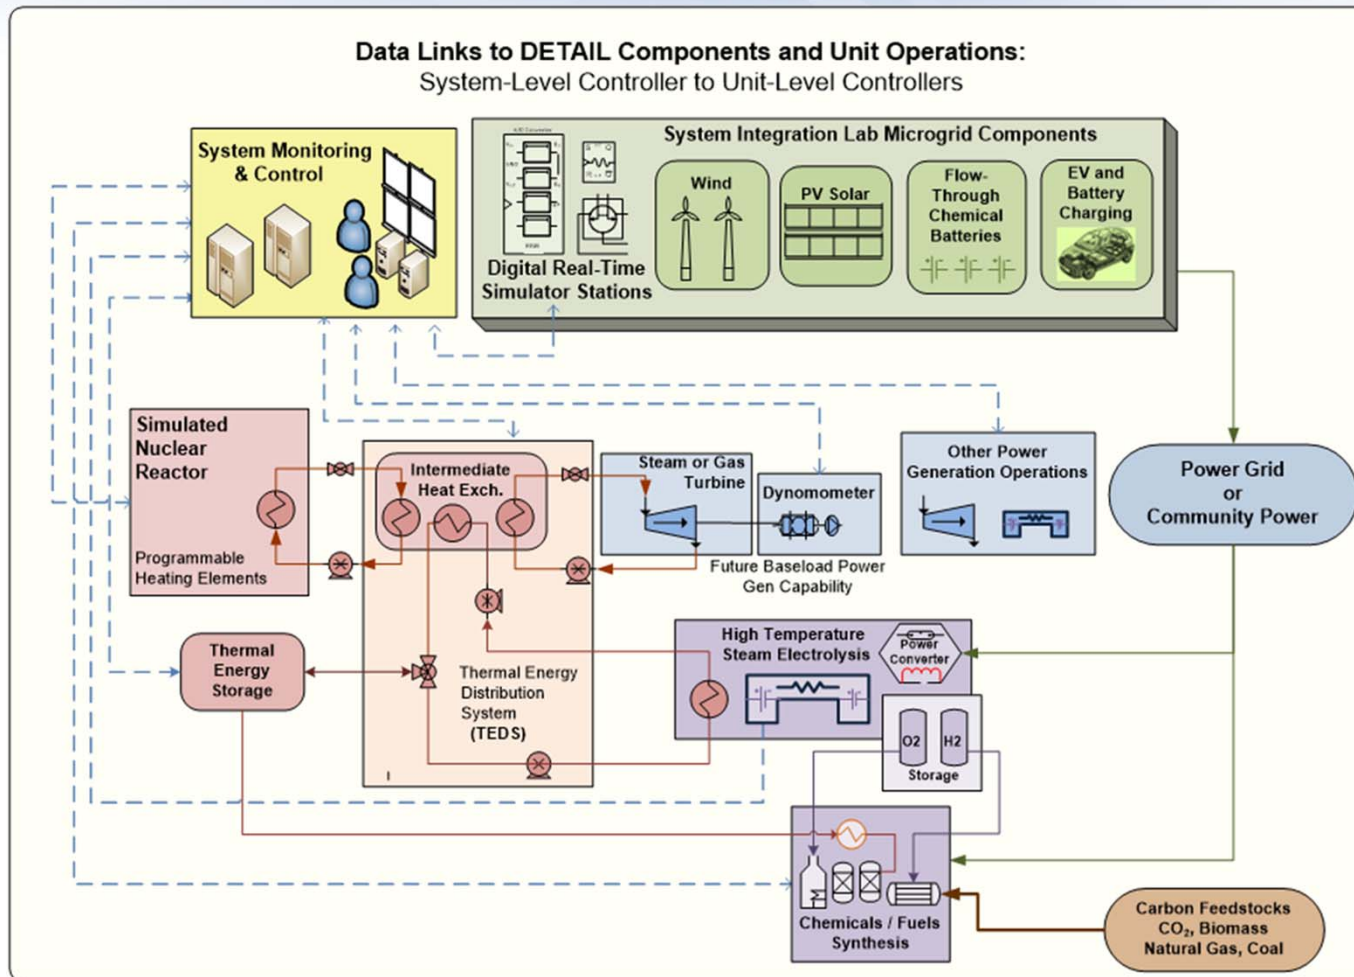 Data Links to DETAIL Components and Unit Operations:
System-Level Controller to Unit-Level Controllers
System Monitoring
& Control
System Integration Lab Microgrid Components
Digital Real-Time
Simulator Stations
Wind
PV Solar
Flow-
Through
Chemical
Batteries
EV and
Battery
Charging
Simulated
Nuclear
Reactor
Programmable
Heating Elements
Intermediate
Heat Exch.
Steam or Gas
Turbine
Dynomometer
Future Baseload Power
Gen Capability
Other Power
Generation Operations
Power Grid
or
Community Power
Thermal
Energy
Storage
Thermal Energy
Distribution
System
(TEDS)
High Temperature
Steam Electrolysis
Power
Converter
O2
H2
Storage
Chemicals / Fuels
Synthesis
Carbon Feedstocks
CO₂, Biomass
Natural Gas, Coal